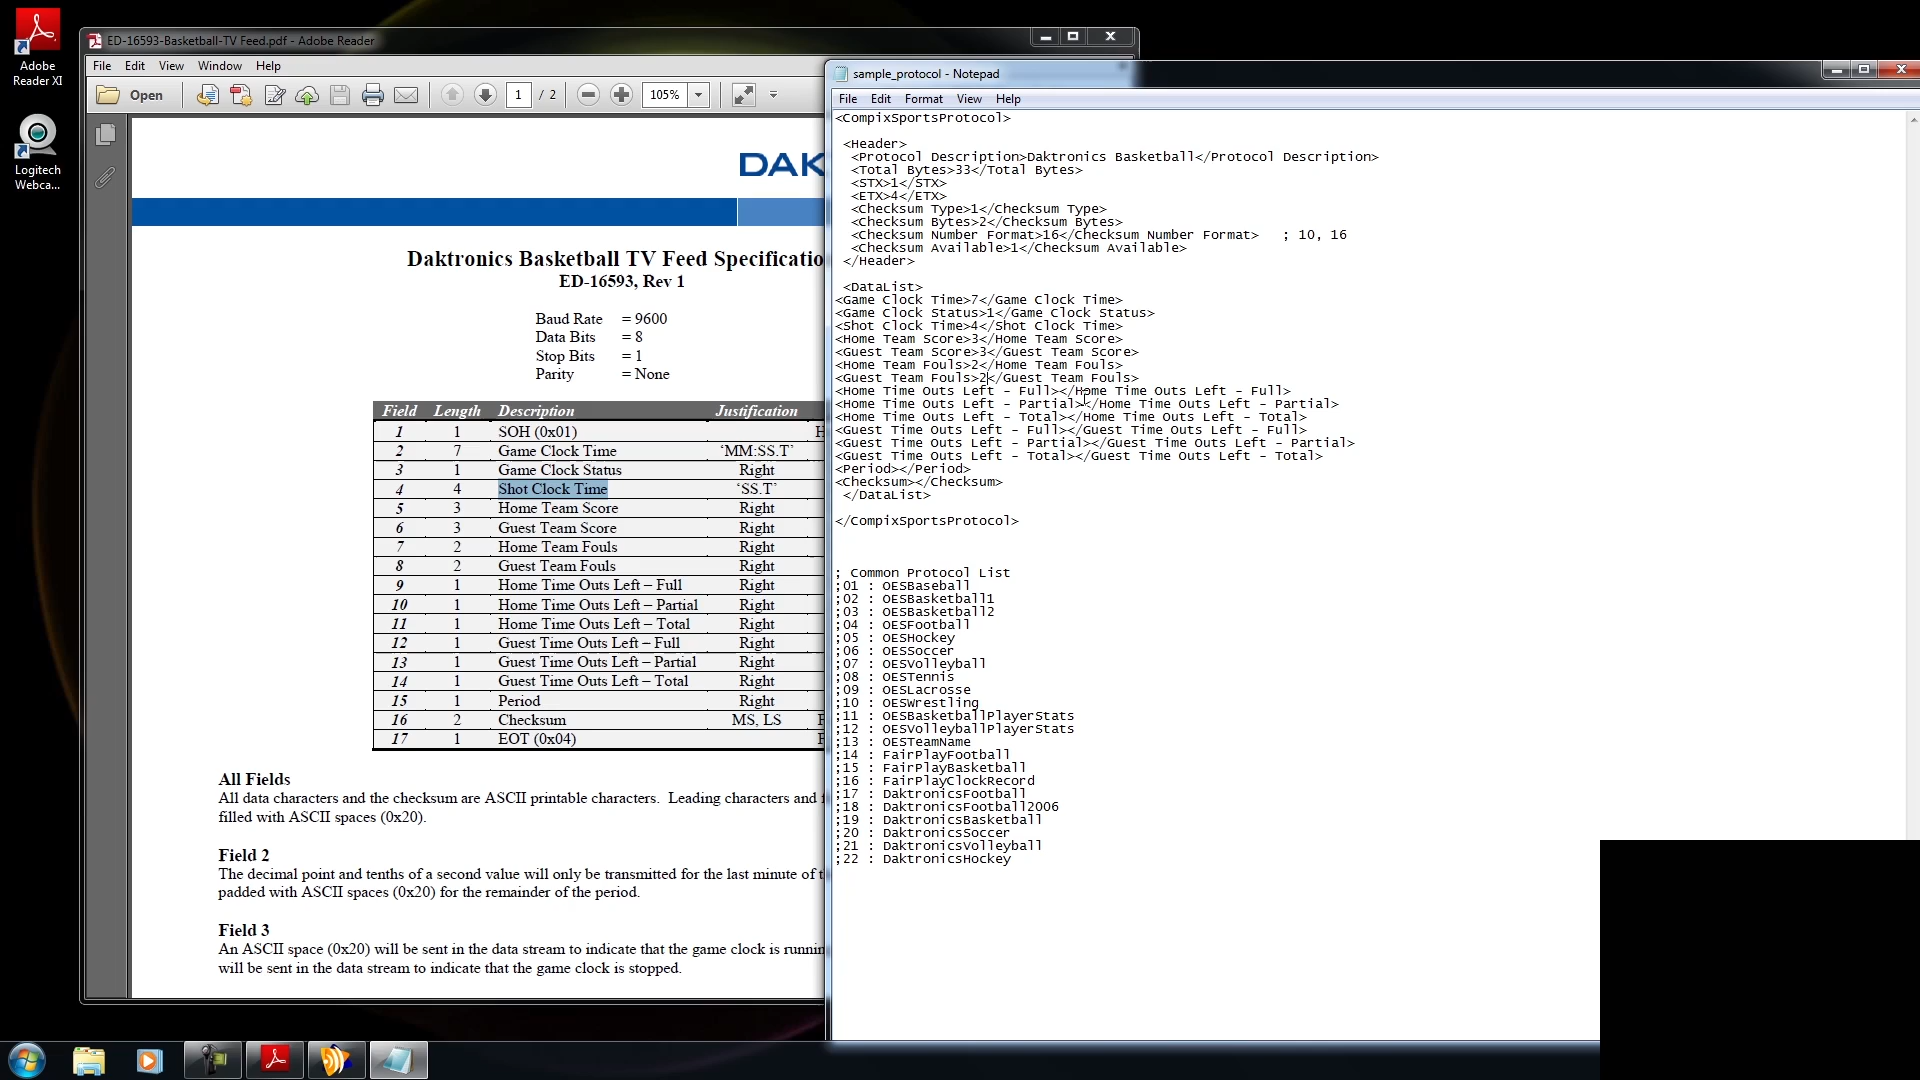 Adobe
Reader XI
Logitech
Webca...
ED-16593-Basketball-TV Feed.pdf - Adobe Reader
File Edit View Window Help
Open 1 / 2 105%
DAK
Daktronics Basketball TV Feed Specificatio
ED-16593, Rev 1
Baud Rate = 9600
Data Bits = 8
Stop Bits = 1
Parity = None
Field Length Description Justification
1 1 SOH (0x01) H
2 7 Game Clock Time ‘MM:SS.T’
3 1 Game Clock Status Right
4 4 Shot Clock Time ‘SS.T’
5 3 Home Team Score Right
6 3 Guest Team Score Right
7 2 Home Team Fouls Right
8 2 Guest Team Fouls Right
9 1 Home Time Outs Left – Full Right
10 1 Home Time Outs Left – Partial Right
11 1 Home Time Outs Left – Total Right
12 1 Guest Time Outs Left – Full Right
13 1 Guest Time Outs Left – Partial Right
14 1 Guest Time Outs Left – Total Right
15 1 Period Right
16 2 Checksum MS, LS
17 1 EOT (0x04)
All Fields
All data characters and the checksum are ASCII printable characters. Leading characters and
filled with ASCII spaces (0x20).
Field 2
The decimal point and tenths of a second value will only be transmitted for the last minute of
padded with ASCII spaces (0x20) for the remainder of the period.
Field 3
An ASCII space (0x20) will be sent in the data stream to indicate that the game clock is runnin
will be sent in the data stream to indicate that the game clock is stopped.
sample_protocol - Notepad
File Edit Format View Help
<CompixSportsProtocol>
<Header>
<Protocol Description>Daktronics Basketball</Protocol Description>
<Total Bytes>33</Total Bytes>
<STX>1</STX>
<ETX>4</ETX>
<Checksum Type>1</Checksum Type>
<Checksum Bytes>2</Checksum Bytes>
<Checksum Number Format>16</Checksum Number Format> ; 10, 16
<Checksum Available>1</Checksum Available>
</Header>
<DataList>
<Game Clock Time>7</Game Clock Time>
<Game Clock Status>1</Game Clock Status>
<Shot Clock Time>4</Shot Clock Time>
<Home Team Score>3</Home Team Score>
<Guest Team Score>3</Guest Team Score>
<Home Team Fouls>2</Home Team Fouls>
<Guest Team Fouls>2</Guest Team Fouls>
<Home Time Outs Left - Full></Home Time Outs Left - Full>
<Home Time Outs Left - Partial></Home Time Outs Left - Partial>
<Home Time Outs Left - Total></Home Time Outs Left - Total>
<Guest Time Outs Left - Full></Guest Time Outs Left - Full>
<Guest Time Outs Left - Partial></Guest Time Outs Left - Partial>
<Guest Time Outs Left - Total></Guest Time Outs Left - Total>
<Period></Period>
<Checksum></Checksum>
</DataList>
</CompixSportsProtocol>
; Common Protocol List
;01 : OESBaseball
;02 : OESBasketball1
;03 : OESBasketball2
;04 : OESFootball
;05 : OESHockey
;06 : OESSoccer
;07 : OESVolleyball
;08 : OESTennis
;09 : OESLacrosse
;10 : OESWrestling
;11 : OESBasketballPlayerStats
;12 : OESVolleyballPlayerStats
;13 : OESTeamName
;14 : FairPlayFootball
;15 : FairPlayBasketball
;16 : FairPlayClockRecord
;17 : DaktronicsFootball
;18 : DaktronicsFootball2006
;19 : DaktronicsBasketball
;20 : DaktronicsSoccer
;21 : DaktronicsVolleyball
;22 : DaktronicsHockey